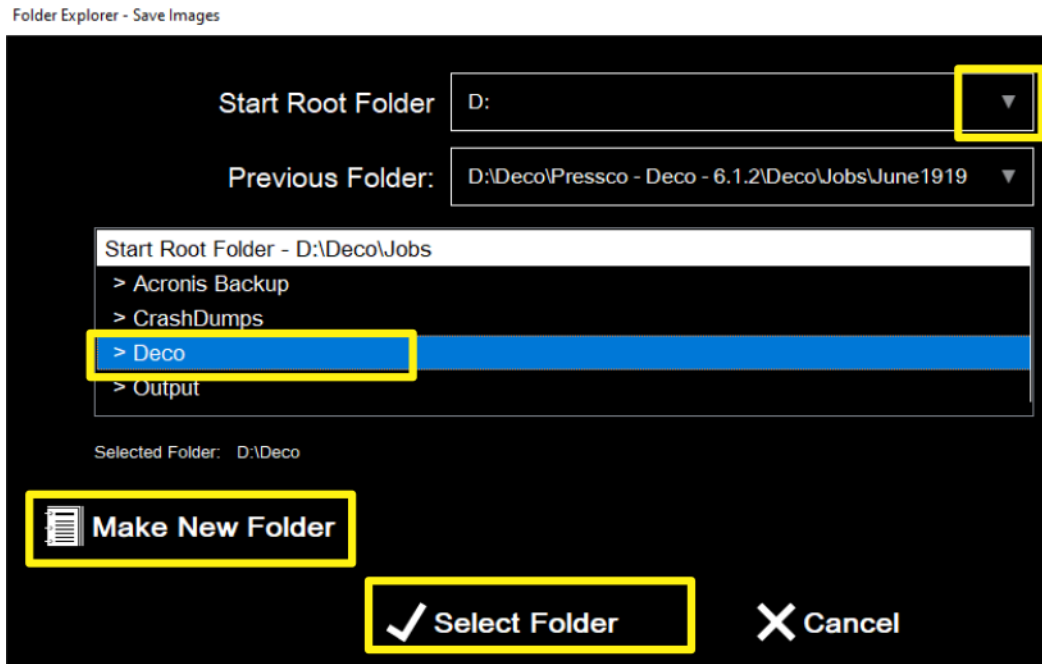 Folder Explorer - Save Images
Start Root Folder D:
Previous Folder: D:\Deco\Pressco - Deco - 6.1.2\Deco\Jobs\June1919
Start Root Folder - D:\Deco\Jobs
> Acronis Backup
> CrashDumps
> Deco
> Output
Selected Folder: D:\Deco
Make New Folder
Select Folder Cancel